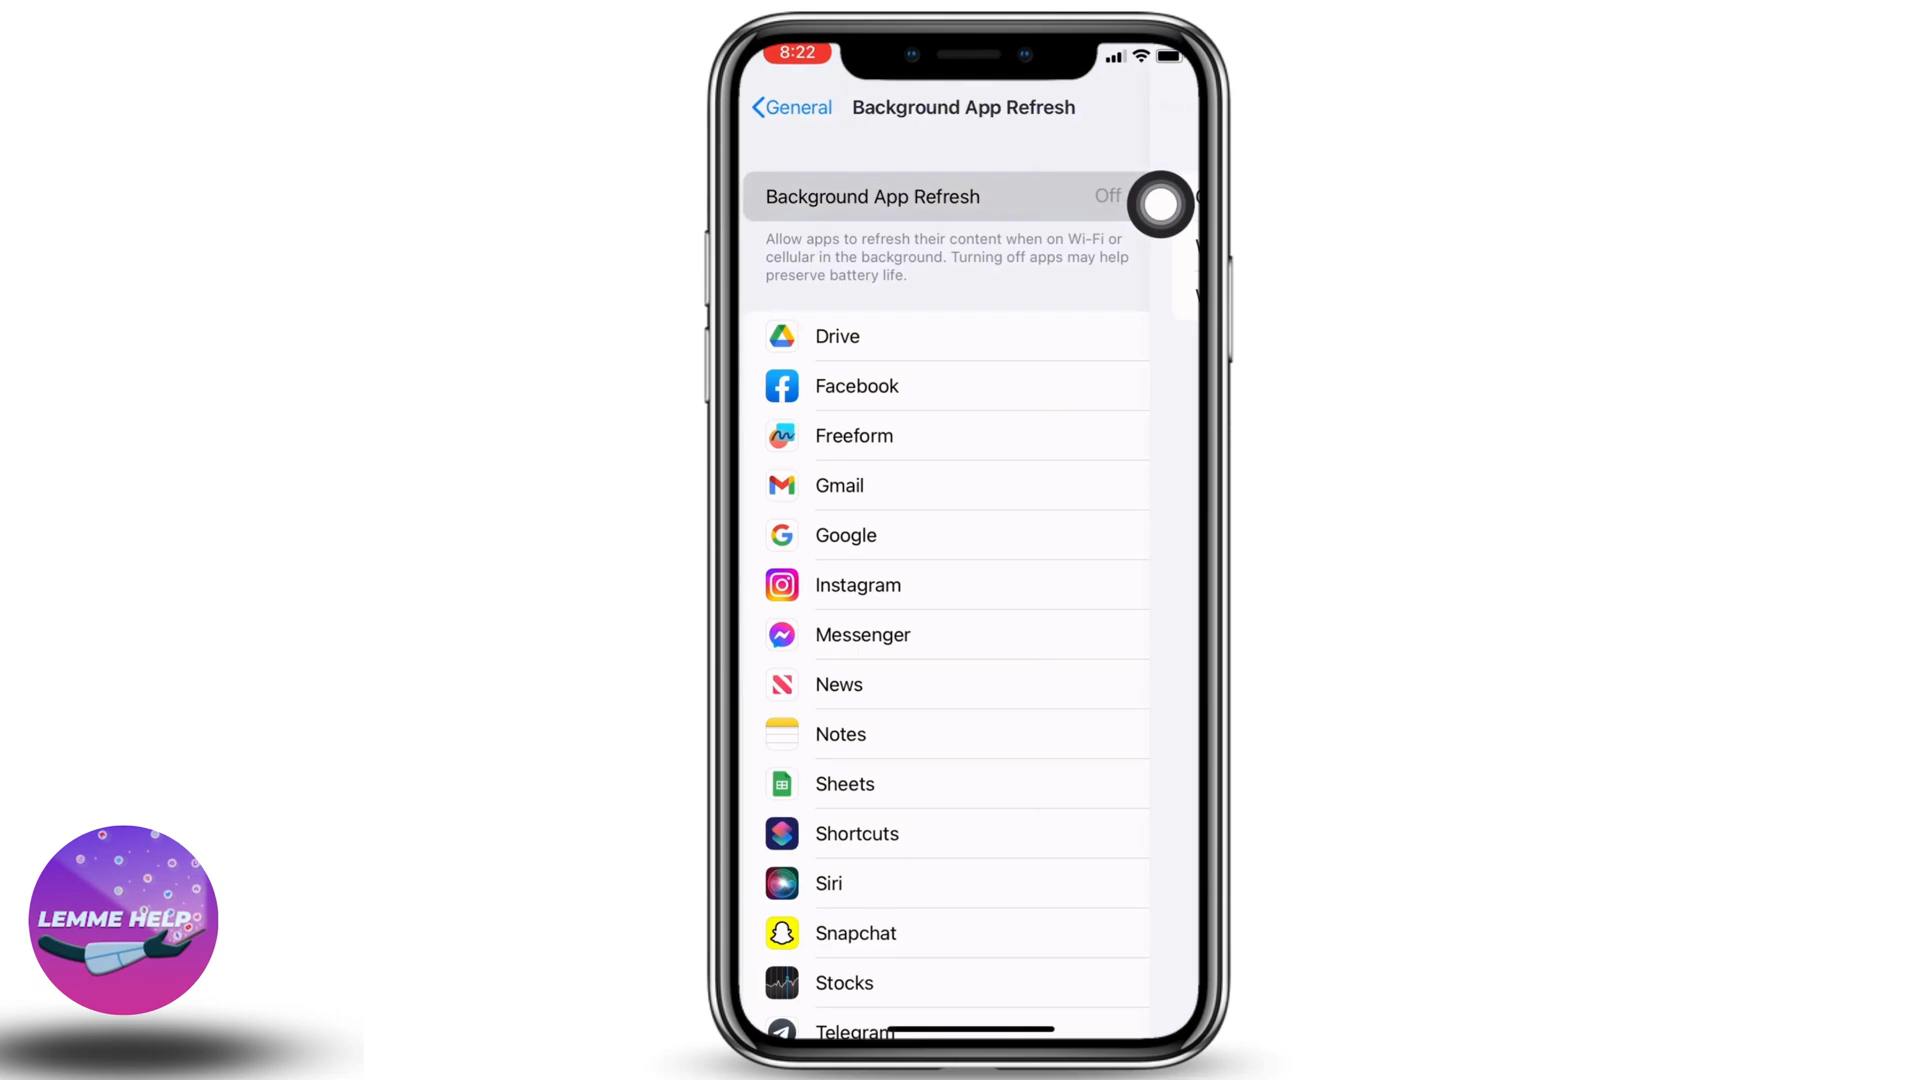 8:22
General
Background App Refresh
Background App Refresh Off
Allow apps to refresh their content when on Wi-Fi or
cellular in the background. Turning off apps may help
preserve battery life.
Drive
Facebook
Freeform
Gmail
Google
Instagram
Messenger
News
Notes
Sheets
Shortcuts
Siri
Snapchat
Stocks
Telegram
LEMME HELP